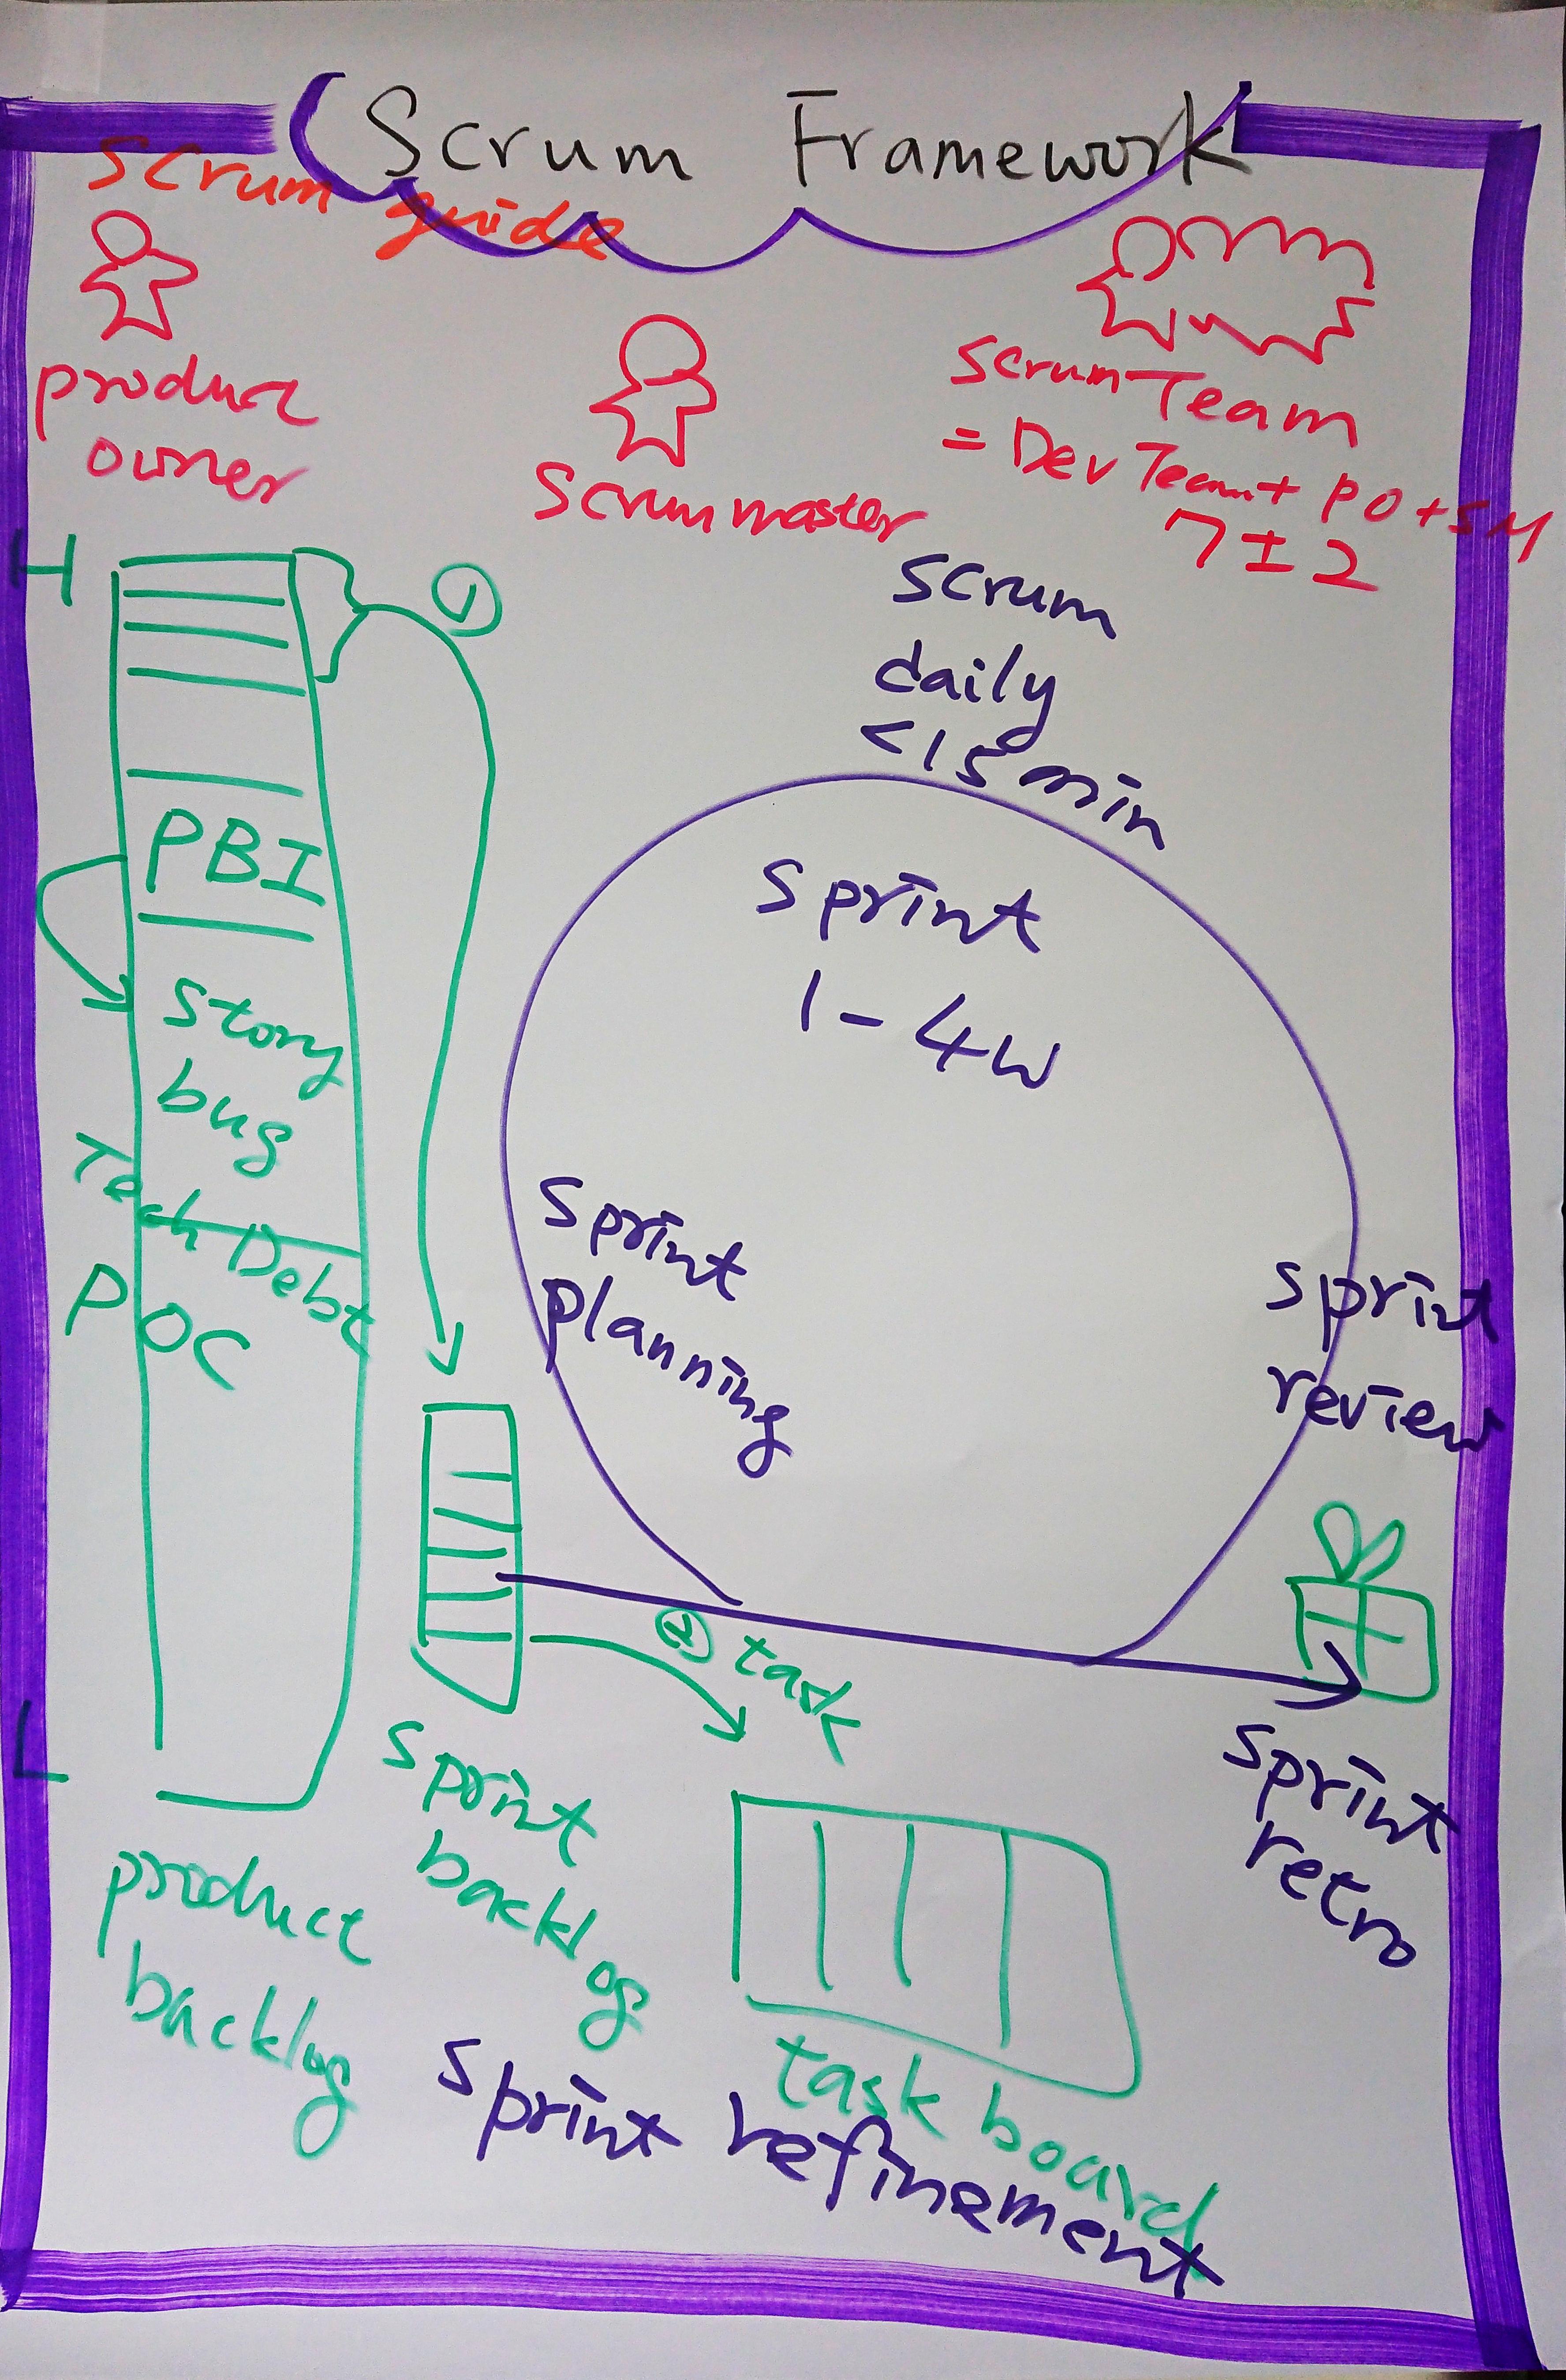 Scrum Framework
Scrum guide
product
owner
Scrum master
Scrum Team
= Dev Team + PO + SM
7±2
H
①
Scrum
daily
<15min
PBI
Sprint
1-4w
Story
bug
Tech Debt
POC
Sprint
planning
Sprint
review
② task
L
Sprint
backlog
Sprint
retro
product
backlog
task board
Sprint refinement